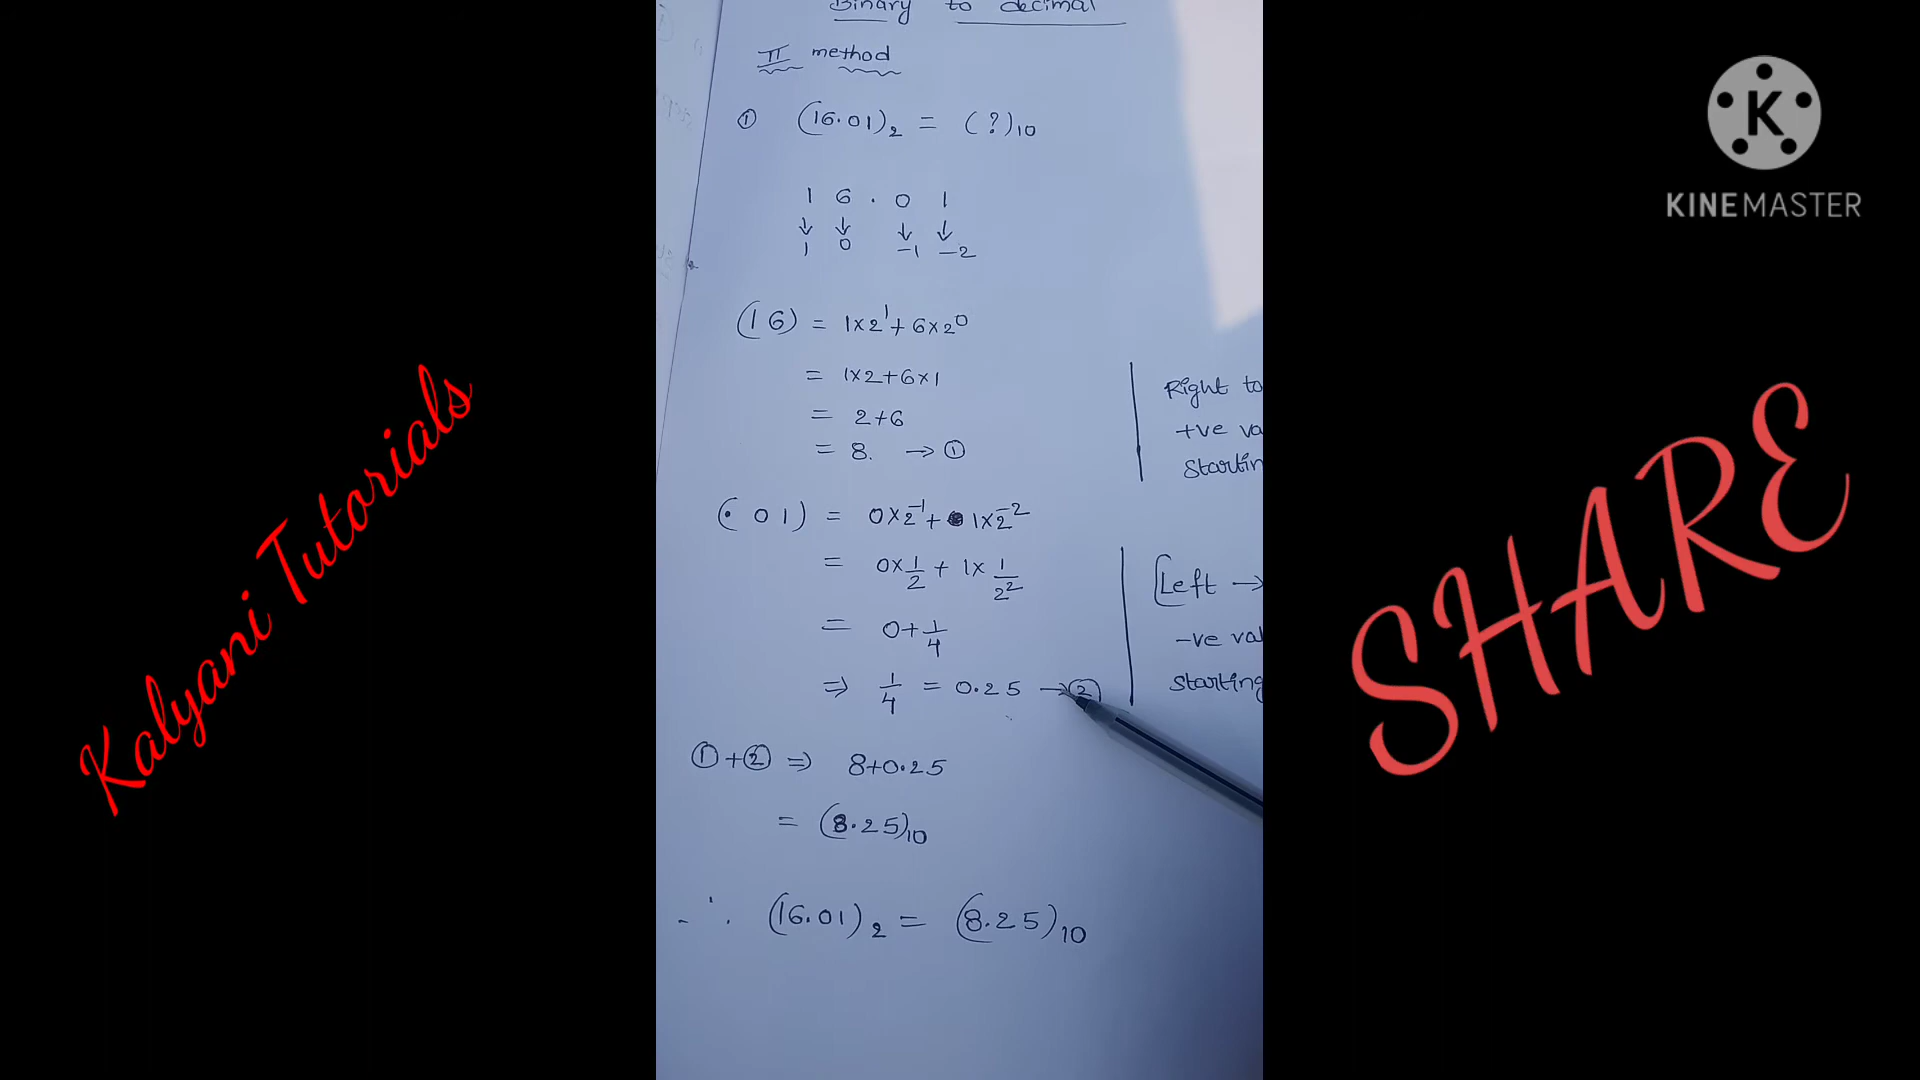 Binary to decimal
II method
① (16.01)₂ = (?)₁₀
1 6 . 0 1
↓ ↓ ↓ ↓
1 0 -1 -2
(16) = 1×2¹+6×2⁰
= 1×2+6×1
= 2+6
= 8. → ①
Right to
+ve va
Startin
(.01) = 0×2⁻¹+ 1×2⁻²
= 0×1/2 + 1×1/2²
= 0+1/4
⇒ 1/4 = 0.25 → ②
[Left →
-ve val
starting
①+② ⇒ 8+0.25
= (8.25)₁₀
∴ (16.01)₂ = (8.25)₁₀
Kalyani Tutorials
K
KINEMASTER
SHARE